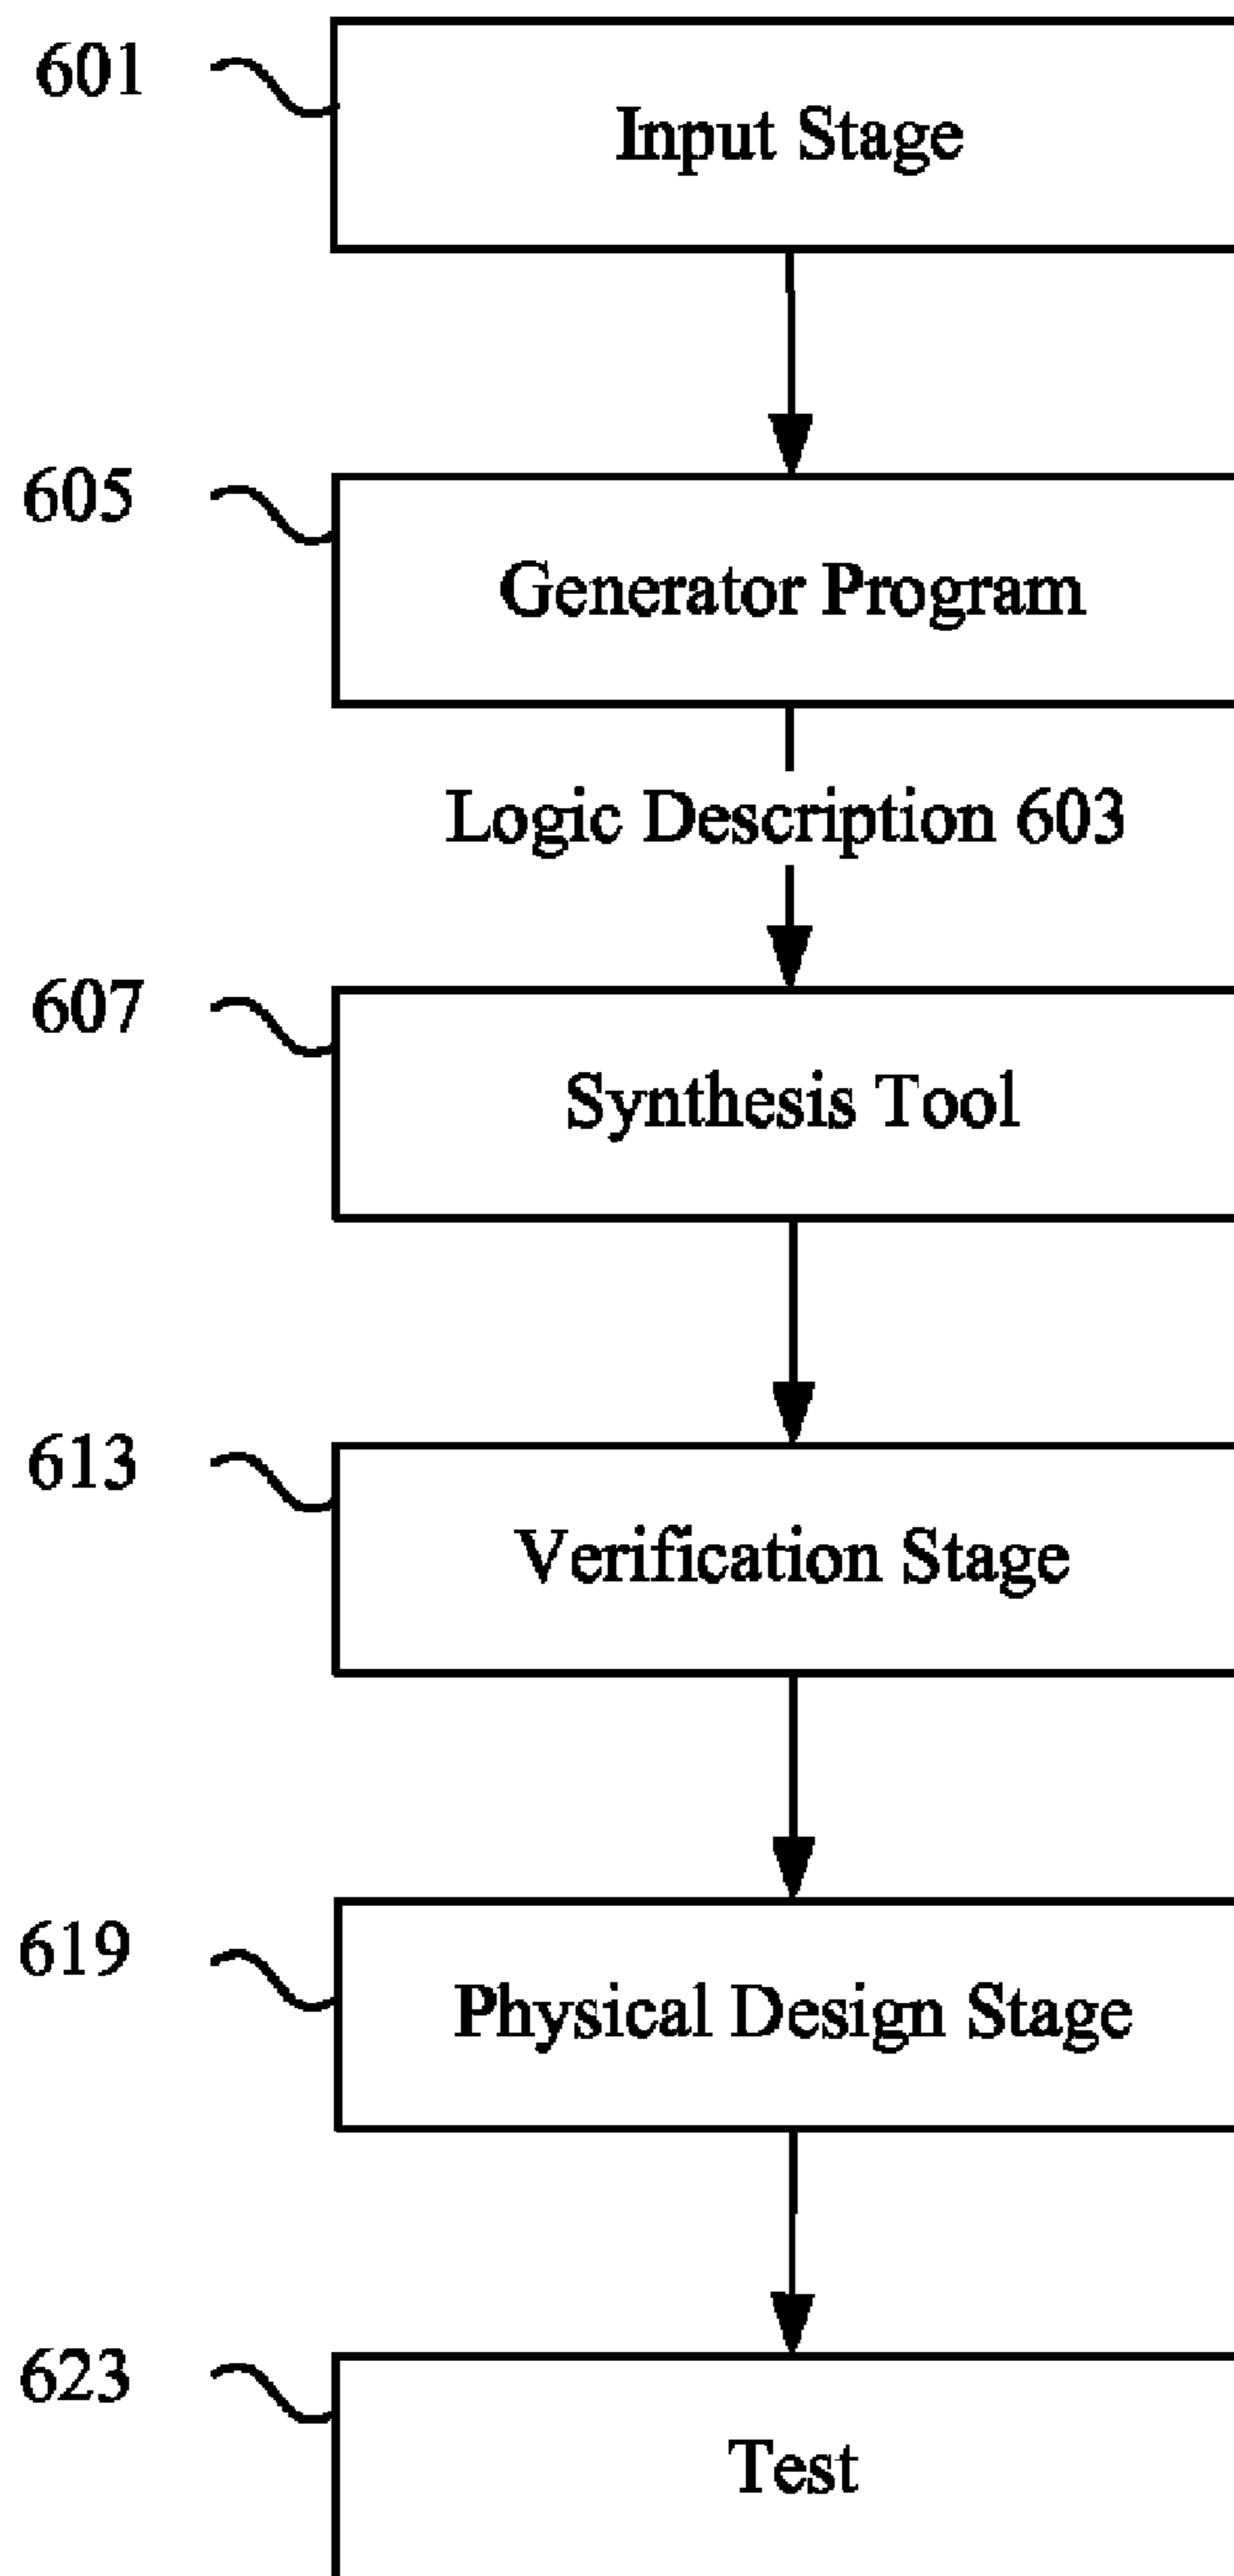 601
Input Stage
605
Generator Program
Logic Description 603
607
Synthesis Tool
613
Verification Stage
619
Physical Design Stage
623
Test